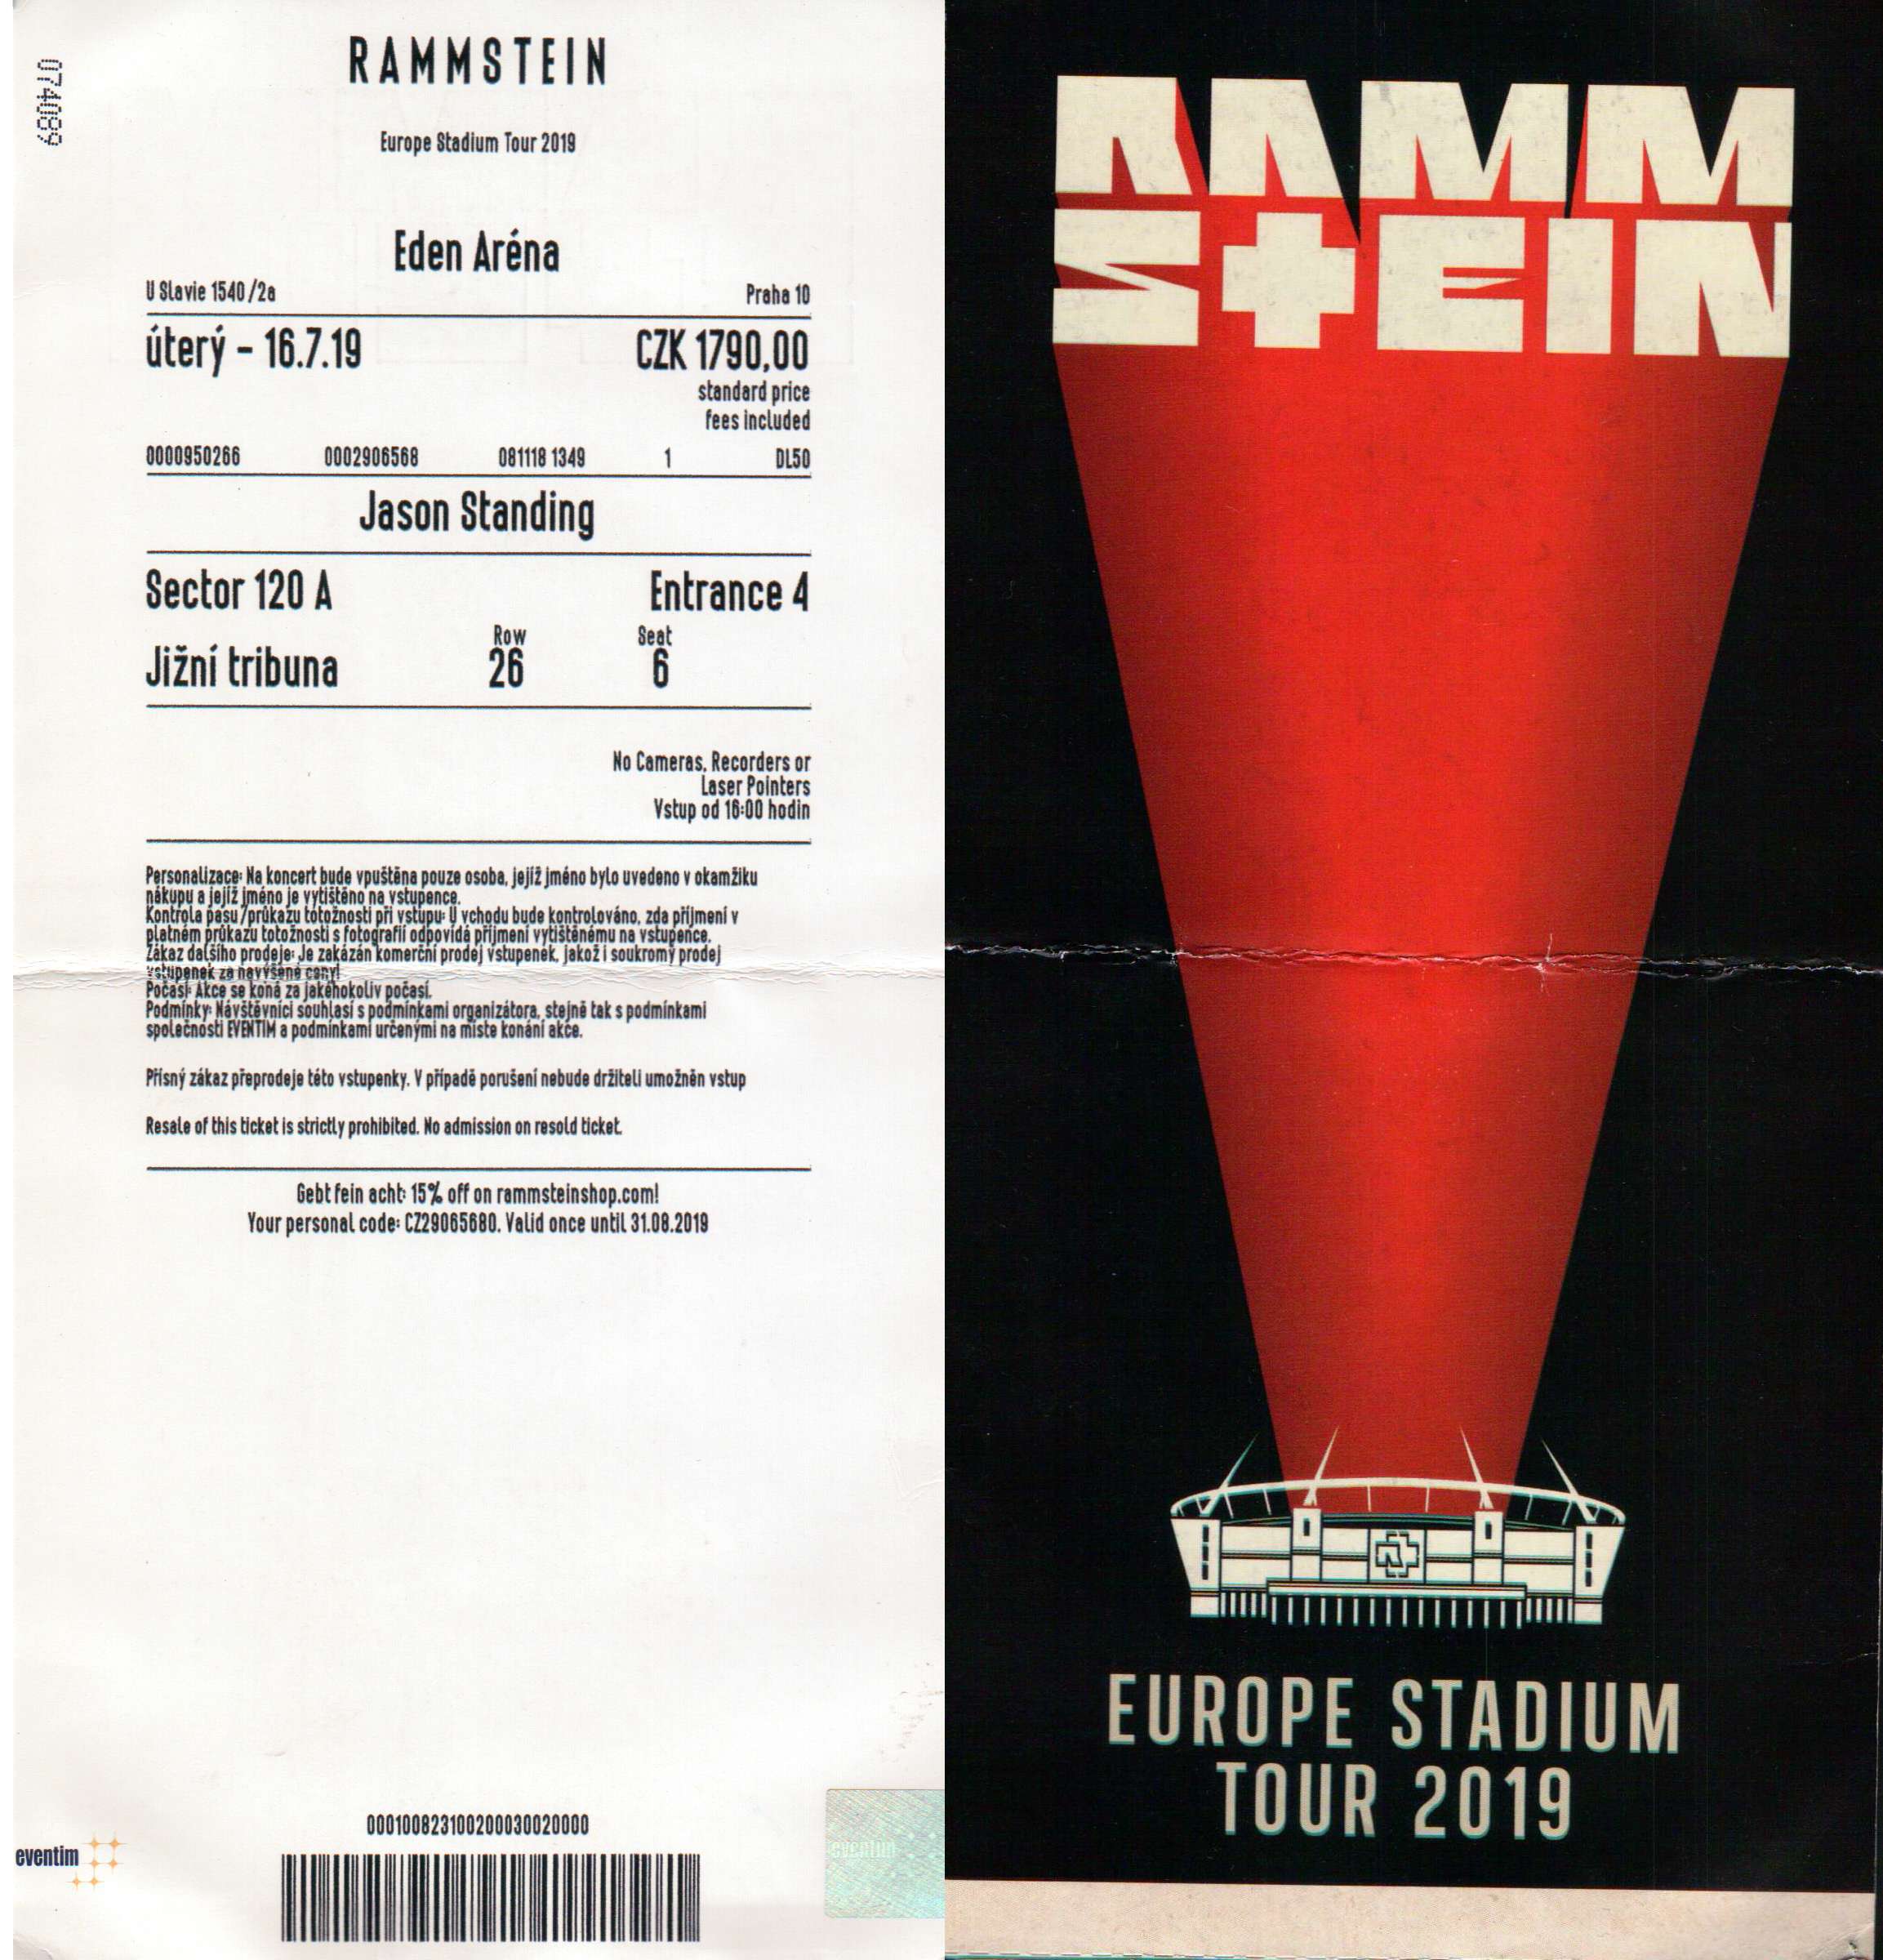 074089
RAMMSTEIN
Europe Stadium Tour 2019
Eden Aréna
U Slavie 1540/2a Praha 10
úterý - 16.7.19 CZK 1790,00
standard price
fees included
0000950266 0002906568 081118 1349 1 DL50
Jason Standing
Sector 120 A Entrance 4
Row Seat
Jižní tribuna 26 6
No Cameras, Recorders or
Laser Pointers
Vstup od 16:00 hodin
Personalizace: Na koncert bude vpuštěna pouze osoba, jejíž jméno bylo uvedeno v okamžiku
nákupu a jejíž jméno je vytištěno na vstupence.
Kontrola pasu/průkazu totožnosti při vstupu: U vchodu bude kontrolováno, zda příjmení v
platném průkazu totožnosti s fotografií odpovídá příjmení vytištěnému na vstupence.
Zákaz dalšího prodeje: Je zakázán komerční prodej vstupenek, jakož i soukromý prodej
vstupenek za navýšené ceny!
Počasí: Akce se koná za jakéhokoliv počasí.
Podmínky: Návštěvníci souhlasí s podmínkami organizátora, stejně tak s podmínkami
společnosti EVENTIM a podmínkami určenými na místě konání akce.
Přísný zákaz přeprodeje této vstupenky. V případě porušení nebude držiteli umožněn vstup
Resale of this ticket is strictly prohibited. No admission on resold ticket.
Gebt fein acht: 15% off on rammsteinshop.com!
Your personal code: CZ29065680. Valid once until 31.08.2019
000100823100200030020000
eventim
eventim
RAMM
STEIN
EUROPE STADIUM
TOUR 2019